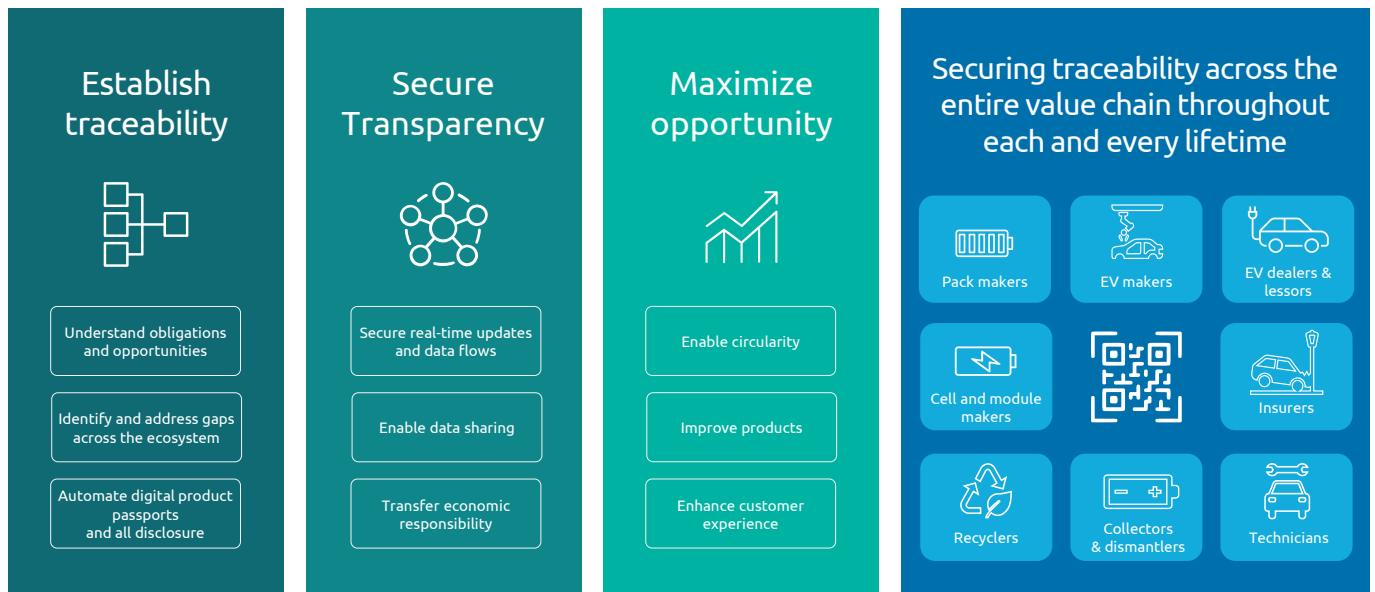 Establish
traceability
Understand obligations
and opportunities
Identify and address gaps
across the ecosystem
Automate digital product
passports
and all disclosure
Secure
Transparency
Secure real-time updates
and data flows
Enable data sharing
Transfer economic
responsibility
Maximize
opportunity
Enable circularity
Improve products
Enhance customer
experience
Securing traceability across the
entire value chain throughout
each and every lifetime
Pack makers
EV makers
EV dealers &
lessors
Cell and module
makers
Insurers
Recyclers
Collectors
& dismantlers
Technicians